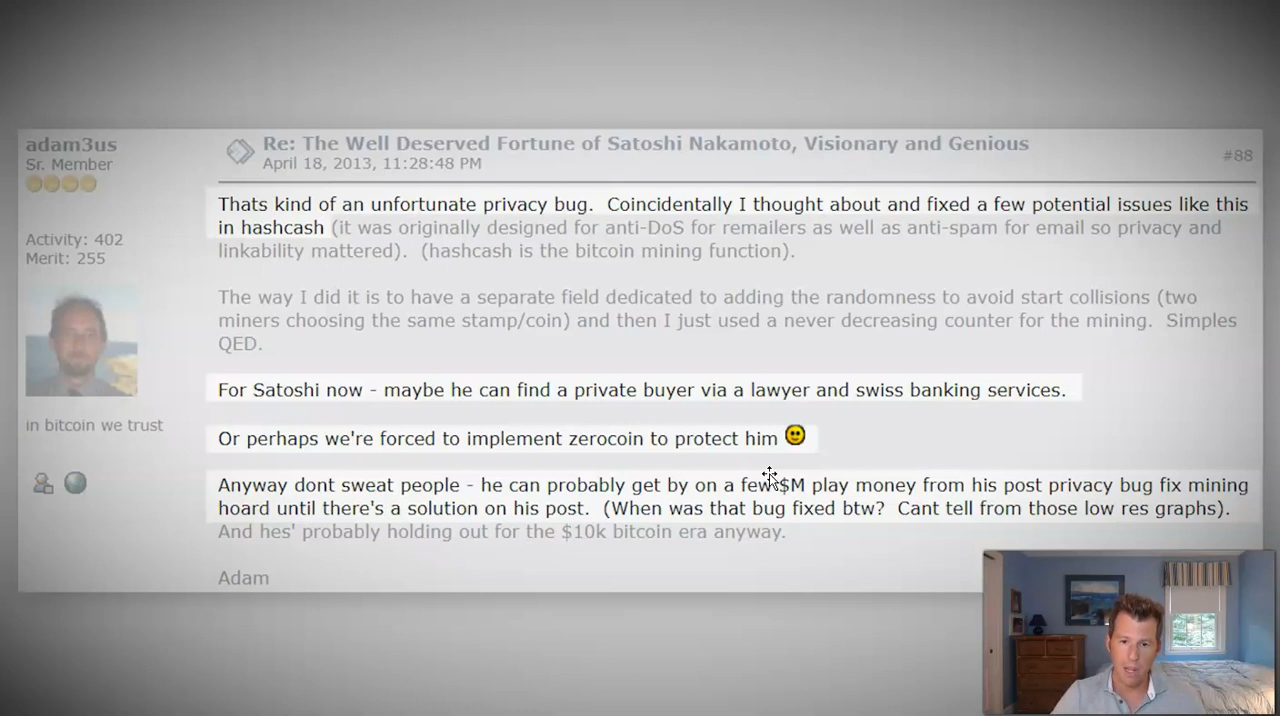 adam3us
Sr. Member
Activity: 402
Merit: 255
in bitcoin we trust
Re: The Well Deserved Fortune of Satoshi Nakamoto, Visionary and Genious
April 18, 2013, 11:28:48 PM
#88
Thats kind of an unfortunate privacy bug.  Coincidentally I thought about and fixed a few potential issues like this
in hashcash (it was originally designed for anti-DoS for remailers as well as anti-spam for email so privacy and
linkability mattered).  (hashcash is the bitcoin mining function).
The way I did it is to have a separate field dedicated to adding the randomness to avoid start collisions (two
miners choosing the same stamp/coin) and then I just used a never decreasing counter for the mining.  Simples
QED.
For Satoshi now - maybe he can find a private buyer via a lawyer and swiss banking services.
Or perhaps we're forced to implement zerocoin to protect him
Anyway dont sweat people - he can probably get by on a few $M play money from his post privacy bug fix mining
hoard until there's a solution on his post.  (When was that bug fixed btw?  Cant tell from those low res graphs).
And hes' probably holding out for the $10k bitcoin era anyway.
Adam